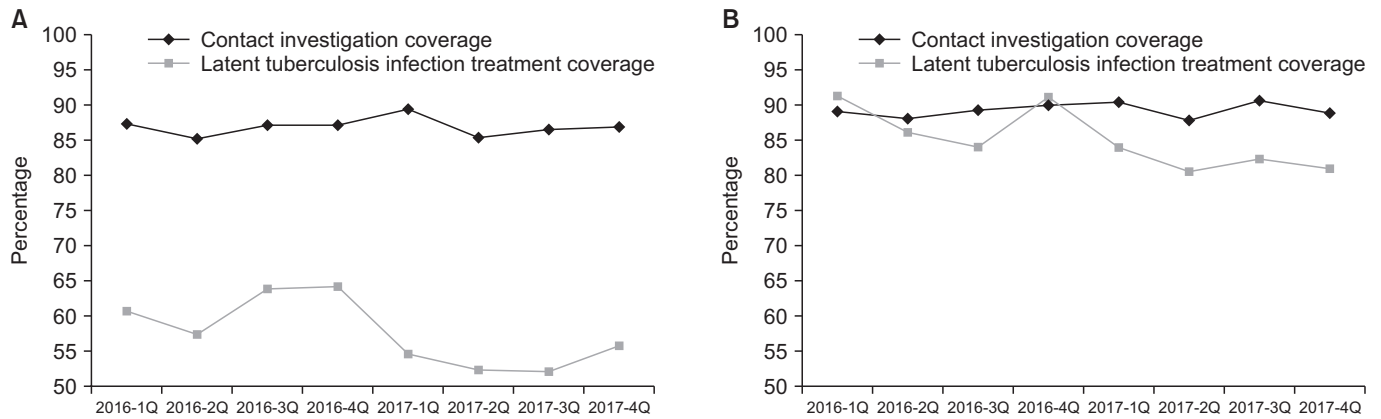 A
100
95
90
85
80
75
70
65
60
55
50
Percentage
Contact investigation coverage
Latent tuberculosis infection treatment coverage
2016-1Q 2016-2Q 2016-3Q 2016-4Q 2017-1Q 2017-2Q 2017-3Q 2017-4Q
B
100
95
90
85
80
75
70
65
60
55
50
Percentage
Contact investigation coverage
Latent tuberculosis infection treatment coverage
2016-1Q 2016-2Q 2016-3Q 2016-4Q 2017-1Q 2017-2Q 2017-3Q 2017-4Q